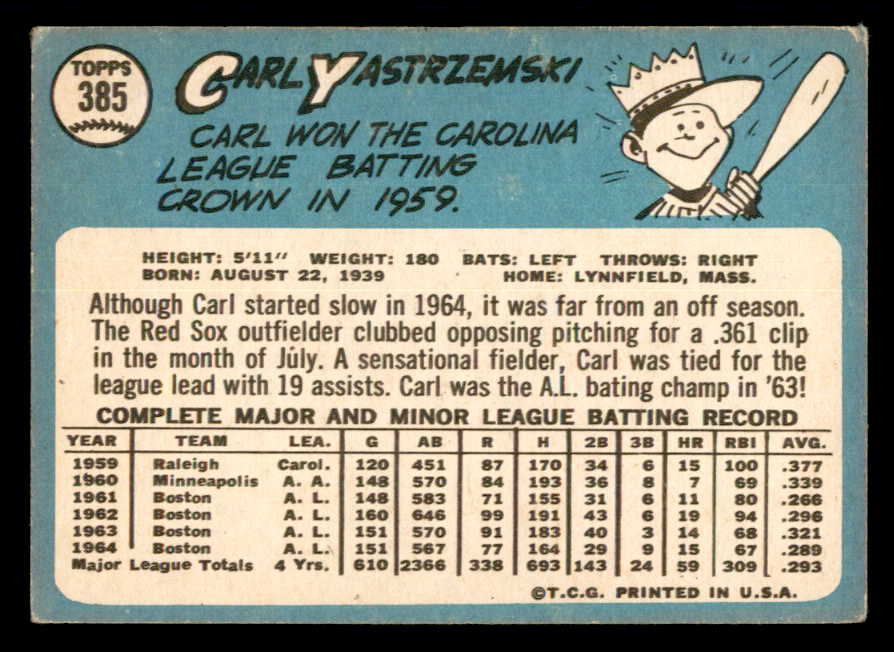 TOPPS
385
CARL YASTRZEMSKI
CARL WON THE CAROLINA
LEAGUE BATTING
CROWN IN 1959.
HEIGHT: 5'11" WEIGHT: 180 BATS: LEFT THROWS: RIGHT
BORN: AUGUST 22, 1939 HOME: LYNNFIELD, MASS.
Although Carl started slow in 1964, it was far from an off season.
The Red Sox outfielder clubbed opposing pitching for a .361 clip
in the month of July. A sensational fielder, Carl was tied for the
league lead with 19 assists. Carl was the A.L. bating champ in '63!
COMPLETE MAJOR AND MINOR LEAGUE BATTING RECORD
YEAR TEAM LEA. G AB R H 2B 3B HR RBI AVG.
1959 Raleigh Carol. 120 451 87 170 34 6 15 100 .377
1960 Minneapolis A. A. 148 570 84 193 36 8 7 69 .339
1961 Boston A. L. 148 583 71 155 31 6 11 80 .266
1962 Boston A. L. 160 646 99 191 43 6 19 94 .296
1963 Boston A. L. 151 570 91 183 40 3 14 68 .321
1964 Boston A. L. 151 567 77 164 29 9 15 67 .289
Major League Totals 4 Yrs. 610 2366 338 693 143 24 59 309 .293
©T.C.G. PRINTED IN U.S.A.